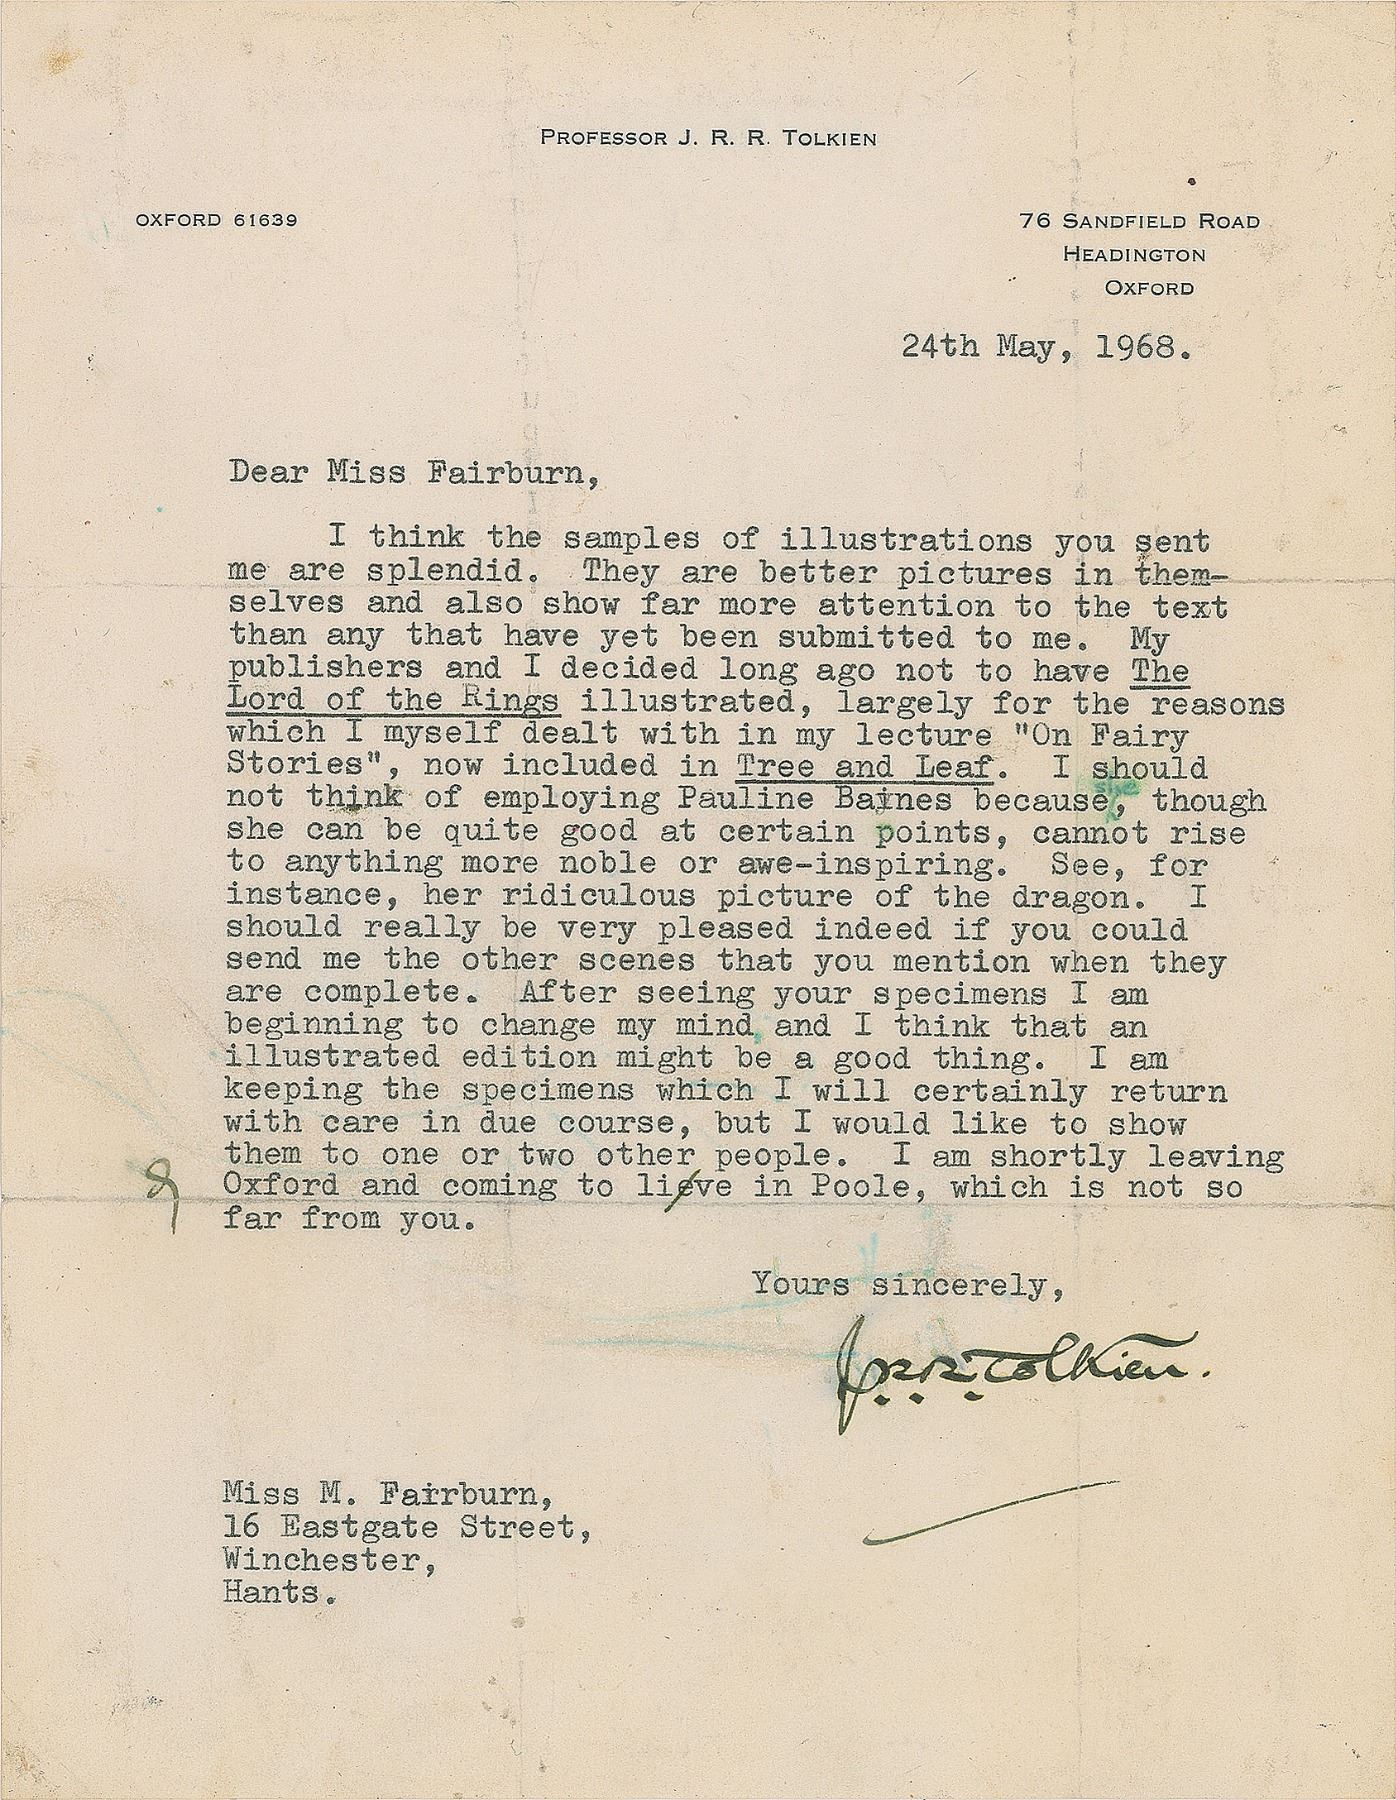 PROFESSOR J. R. R. TOLKIEN
OXFORD 61639
76 SANDFIELD ROAD
HEADINGTON
OXFORD
24th May, 1968.
Dear Miss Fairburn,
I think the samples of illustrations you sent
me are splendid. They are better pictures in them-
selves and also show far more attention to the text
than any that have yet been submitted to me. My
publishers and I decided long ago not to have The
Lord of the Rings illustrated, largely for the reasons
which I myself dealt with in my lecture "On Fairy
Stories", now included in Tree and Leaf. I should
she
not think of employing Pauline Baines because, though
she can be quite good at certain points, cannot rise
to anything more noble or awe-inspiring. See, for
instance, her ridiculous picture of the dragon. I
should really be very pleased indeed if you could
send me the other scenes that you mention when they
are complete. After seeing your specimens I am
beginning to change my mind, and I think that an
illustrated edition might be a good thing. I am
keeping the specimens which I will certainly return
with care in due course, but I would like to show
them to one or two other people. I am shortly leaving
Oxford and coming to lieve in Poole, which is not so
far from you.
Yours sincerely,
J.R.R. Tolkien.
Miss M. Fairburn,
16 Eastgate Street,
Winchester,
Hants.